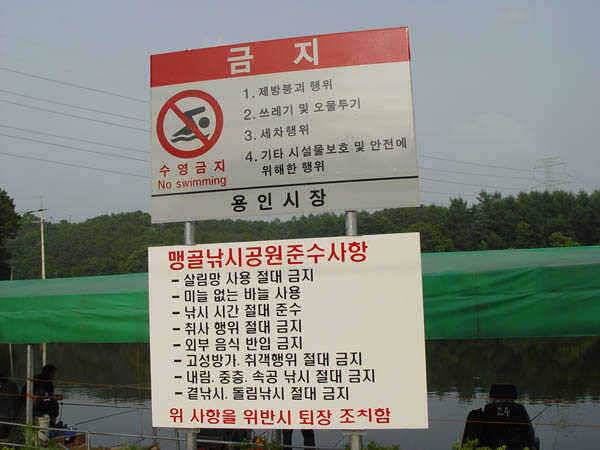 금 지
1. 제방붕괴 행위
2. 쓰레기 및 오물투기
3. 세차행위
4. 기타 시설물보호 및 안전에
위해한 행위
수영금지
No swimming
용인시장
맹골낚시공원준수사항
- 살림망 사용 절대 금지
- 미늘 없는 바늘 사용
- 낚시 시간 절대 준수
- 취사 행위 절대 금지
- 외부 음식 반입 금지
- 고성방가. 취객행위 절대 금지
- 내림. 중층. 속공 낚시 절대 금지
- 곁낚시. 돌림낚시 절대 금지
위 사항을 위반시 퇴장 조치함